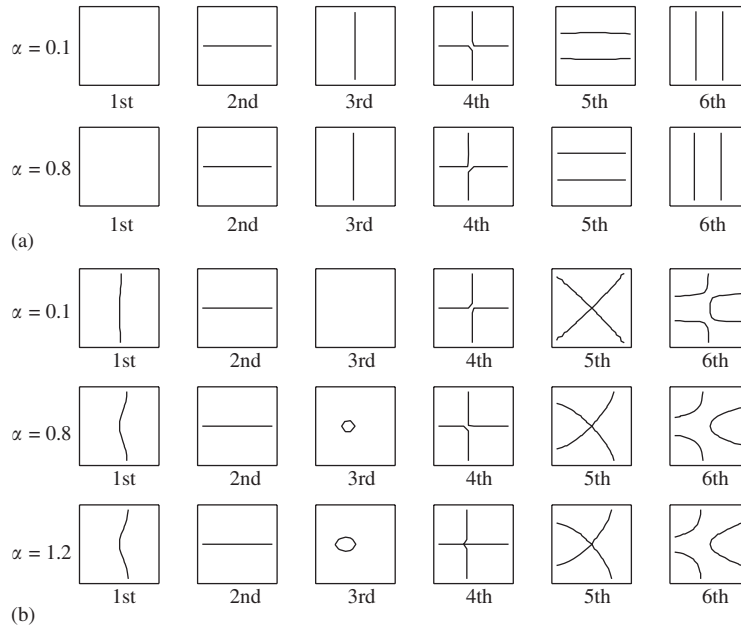 α = 0.1
1st 2nd 3rd 4th 5th 6th
α = 0.8
1st 2nd 3rd 4th 5th 6th
(a)
α = 0.1
1st 2nd 3rd 4th 5th 6th
α = 0.8
1st 2nd 3rd 4th 5th 6th
α = 1.2
1st 2nd 3rd 4th 5th 6th
(b)